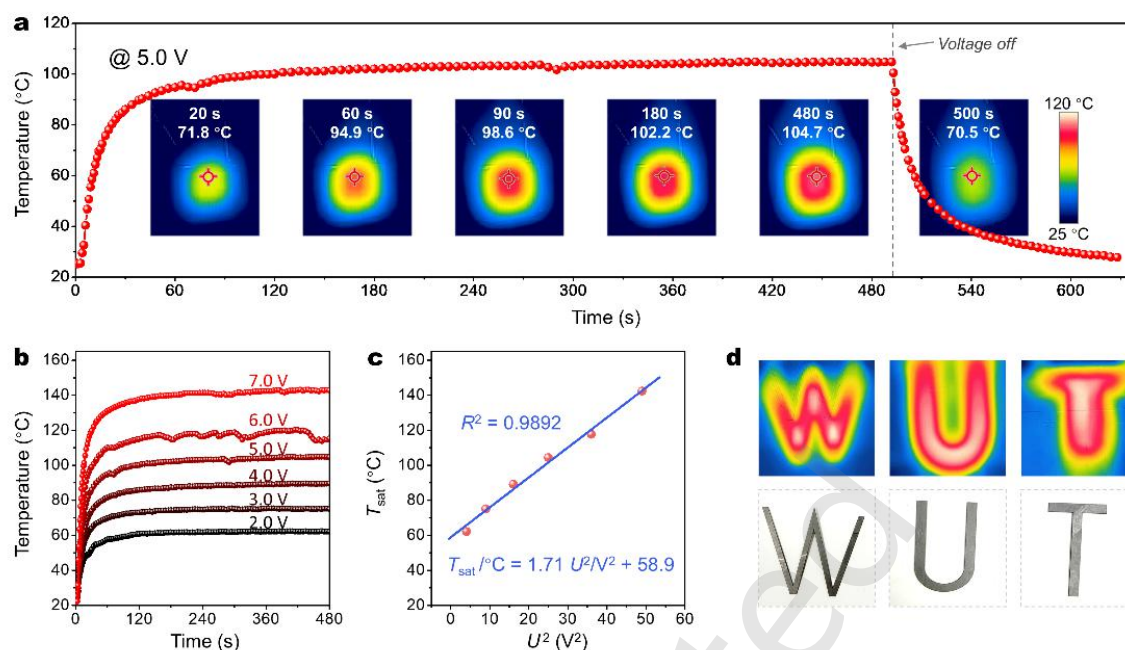 a
@ 5.0 V
Voltage off
20 s
71.8 °C
60 s
94.9 °C
90 s
98.6 °C
180 s
102.2 °C
480 s
104.7 °C
500 s
70.5 °C
120 °C
25 °C
Temperature (°C)
120
100
80
60
40
20
0 60 120 180 240 300 360 420 480 540 600
Time (s)
b
7.0 V
6.0 V
5.0 V
4.0 V
3.0 V
2.0 V
Temperature (°C)
160
140
120
100
80
60
40
20
0 120 240 360 480
Time (s)
c
R² = 0.9892
Tsat/°C = 1.71 U²/V² + 58.9
Tsat (°C)
160
140
120
100
80
60
40
20
0 10 20 30 40 50 60
U² (V²)
d
W U T
W U T